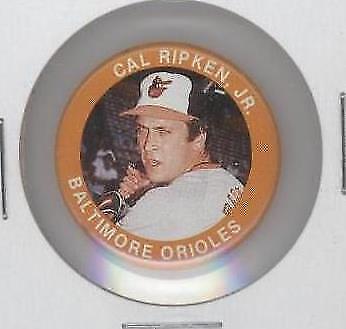 CAL RIPKEN, JR.
BALTIMORE ORIOLES